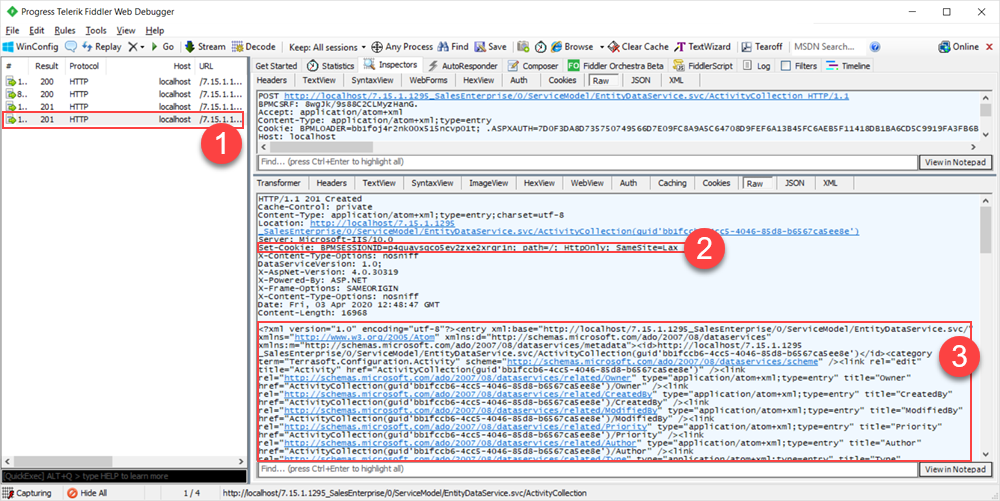 Progress Telerik Fiddler Web Debugger
File Edit Rules Tools View Help
WinConfig Replay Go Stream Decode Keep: All sessions Any Process Find Save Browse Clear Cache TextWizard Tearoff MSDN Search... Online
# Result Protocol Host URL
1... 200 HTTP localhost /7.15.1.1...
8... 200 HTTP localhost /7.15.1.1...
1... 201 HTTP localhost /7.15.1.1...
1... 201 HTTP localhost /7.15.1.1...
1... 201 HTTP localhost /7.15.1...
1
Get Started Statistics Inspectors AutoResponder Composer FO Fiddler Orchestra Beta FiddlerScript Log Filters Timeline
Headers TextView SyntaxView WebForms HexView Auth Cookies Raw JSON XML
POST http://localhost/7.15.1.1295_SalesEnterprise/0/ServiceModel/EntityDataService.svc/ActivityCollection HTTP/1.1
BPMCSRF: 8wgJk/9s88C2CLMyzHanG.
Accept: application/atom+xml
Content-Type: application/atom+xml;type=entry
Host: localhost
Find... (press Ctrl+Enter to highlight all) View in Notepad
Transformer Headers TextView SyntaxView ImageView HexView WebView Auth Caching Cookies Raw JSON XML
HTTP/1.1 201 Created
Cache-Control: private
Content-Type: application/atom+xml;type=entry;charset=utf-8
Location: http://localhost/7.15.1.1295
_SalesEnterprise/0/ServiceModel/EntityDataService.svc/ActivityCollection(guid'bb1fccb6-4cc5-4046-85d8-b6567ca5ee8e')
Server: Microsoft-IIS/10.0
Set-Cookie: BPMSESSIONID=p4quavsqco5ey2zxe2xrqr1n; path=/; HttpOnly; SameSite=Lax
2
X-Content-Type-Options: nosniff
DataServiceVersion: 1.0;
X-AspNet-Version: 4.0.30319
X-Powered-By: ASP.NET
X-Frame-Options: SAMEORIGIN
X-Content-Type-Options: nosniff
Date: Fri, 03 Apr 2020 12:48:47 GMT
Content-Length: 16968
<?xml version="1.0" encoding="utf-8"?><entry xml:base="http://localhost/7.15.1.1295_SalesEnterprise/0/ServiceModel/EntityDataService.svc/"
xmlns="http://www.w3.org/2005/Atom" xmlns:d="http://schemas.microsoft.com/ado/2007/08/dataservices"
xmlns:m="http://schemas.microsoft.com/ado/2007/08/dataservices/metadata"><id>http://localhost/7.15.1.1295
_SalesEnterprise/0/ServiceModel/EntityDataService.svc/ActivityCollection(guid'bb1fccb6-4cc5-4046-85d8-b6567ca5ee8e')</id><category
term="Terrasoft.Configuration.Activity" scheme="http://schemas.microsoft.com/ado/2007/08/dataservices/scheme" /><link rel="edit"
title="Activity" href="ActivityCollection(guid'bb1fccb6-4cc5-4046-85d8-b6567ca5ee8e')" /><link
rel="http://schemas.microsoft.com/ado/2007/08/dataservices/related/Owner" type="application/atom+xml;type=entry" title="Owner"
href="ActivityCollection(guid'bb1fccb6-4cc5-4046-85d8-b6567ca5ee8e')/Owner" /><link
rel="http://schemas.microsoft.com/ado/2007/08/dataservices/related/CreatedBy" type="application/atom+xml;type=entry" title="CreatedBy"
href="ActivityCollection(guid'bb1fccb6-4cc5-4046-85d8-b6567ca5ee8e')/CreatedBy" /><link
rel="http://schemas.microsoft.com/ado/2007/08/dataservices/related/ModifiedBy" type="application/atom+xml;type=entry" title="ModifiedBy"
href="ActivityCollection(guid'bb1fccb6-4cc5-4046-85d8-b6567ca5ee8e')/ModifiedBy" /><link
rel="http://schemas.microsoft.com/ado/2007/08/dataservices/related/Priority" type="application/atom+xml;type=entry" title="Priority"
href="ActivityCollection(guid'bb1fccb6-4cc5-4046-85d8-b6567ca5ee8e')/Priority" /><link
rel="http://schemas.microsoft.com/ado/2007/08/dataservices/related/Author" type="application/atom+xml;type=entry" title="Author"
href="ActivityCollection(guid'bb1fccb6-4cc5-4046-85d8-b6567ca5ee8e')/Author" /><link
rel="http://schemas.microsoft.com/ado/2007/08/dataservices/related/Type" type="application/atom+xml;type=entry" title="Type"
3
Find... (press Ctrl+Enter to highlight all) View in Notepad
[QuickExec] ALT+Q > type HELP to learn more
Capturing Hide All 1 / 4 http://localhost/7.15.1.1295_SalesEnterprise/0/ServiceModel/EntityDataService.svc/ActivityCollection